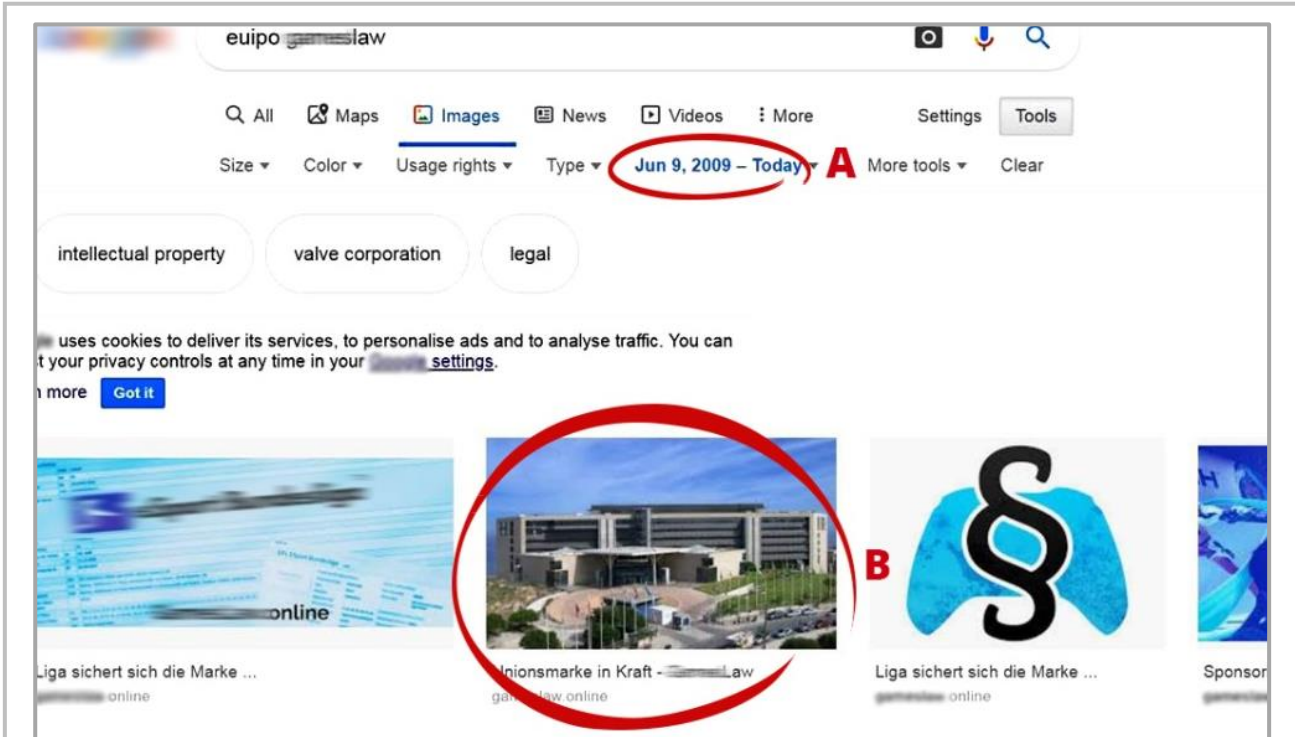 euipo law
All Maps Images News Videos More Settings Tools
Size Color Usage rights Type Jun 9, 2009 – Today A More tools Clear
intellectual property valve corporation legal
uses cookies to deliver its services, to personalise ads and to analyse traffic. You can
t your privacy controls at any time in your settings.
more Got it
B
§
online
Liga sichert sich die Marke ...
online
Unionsmarke in Kraft - Law
gameslaw.online
Liga sichert sich die Marke ...
online
Sponsor